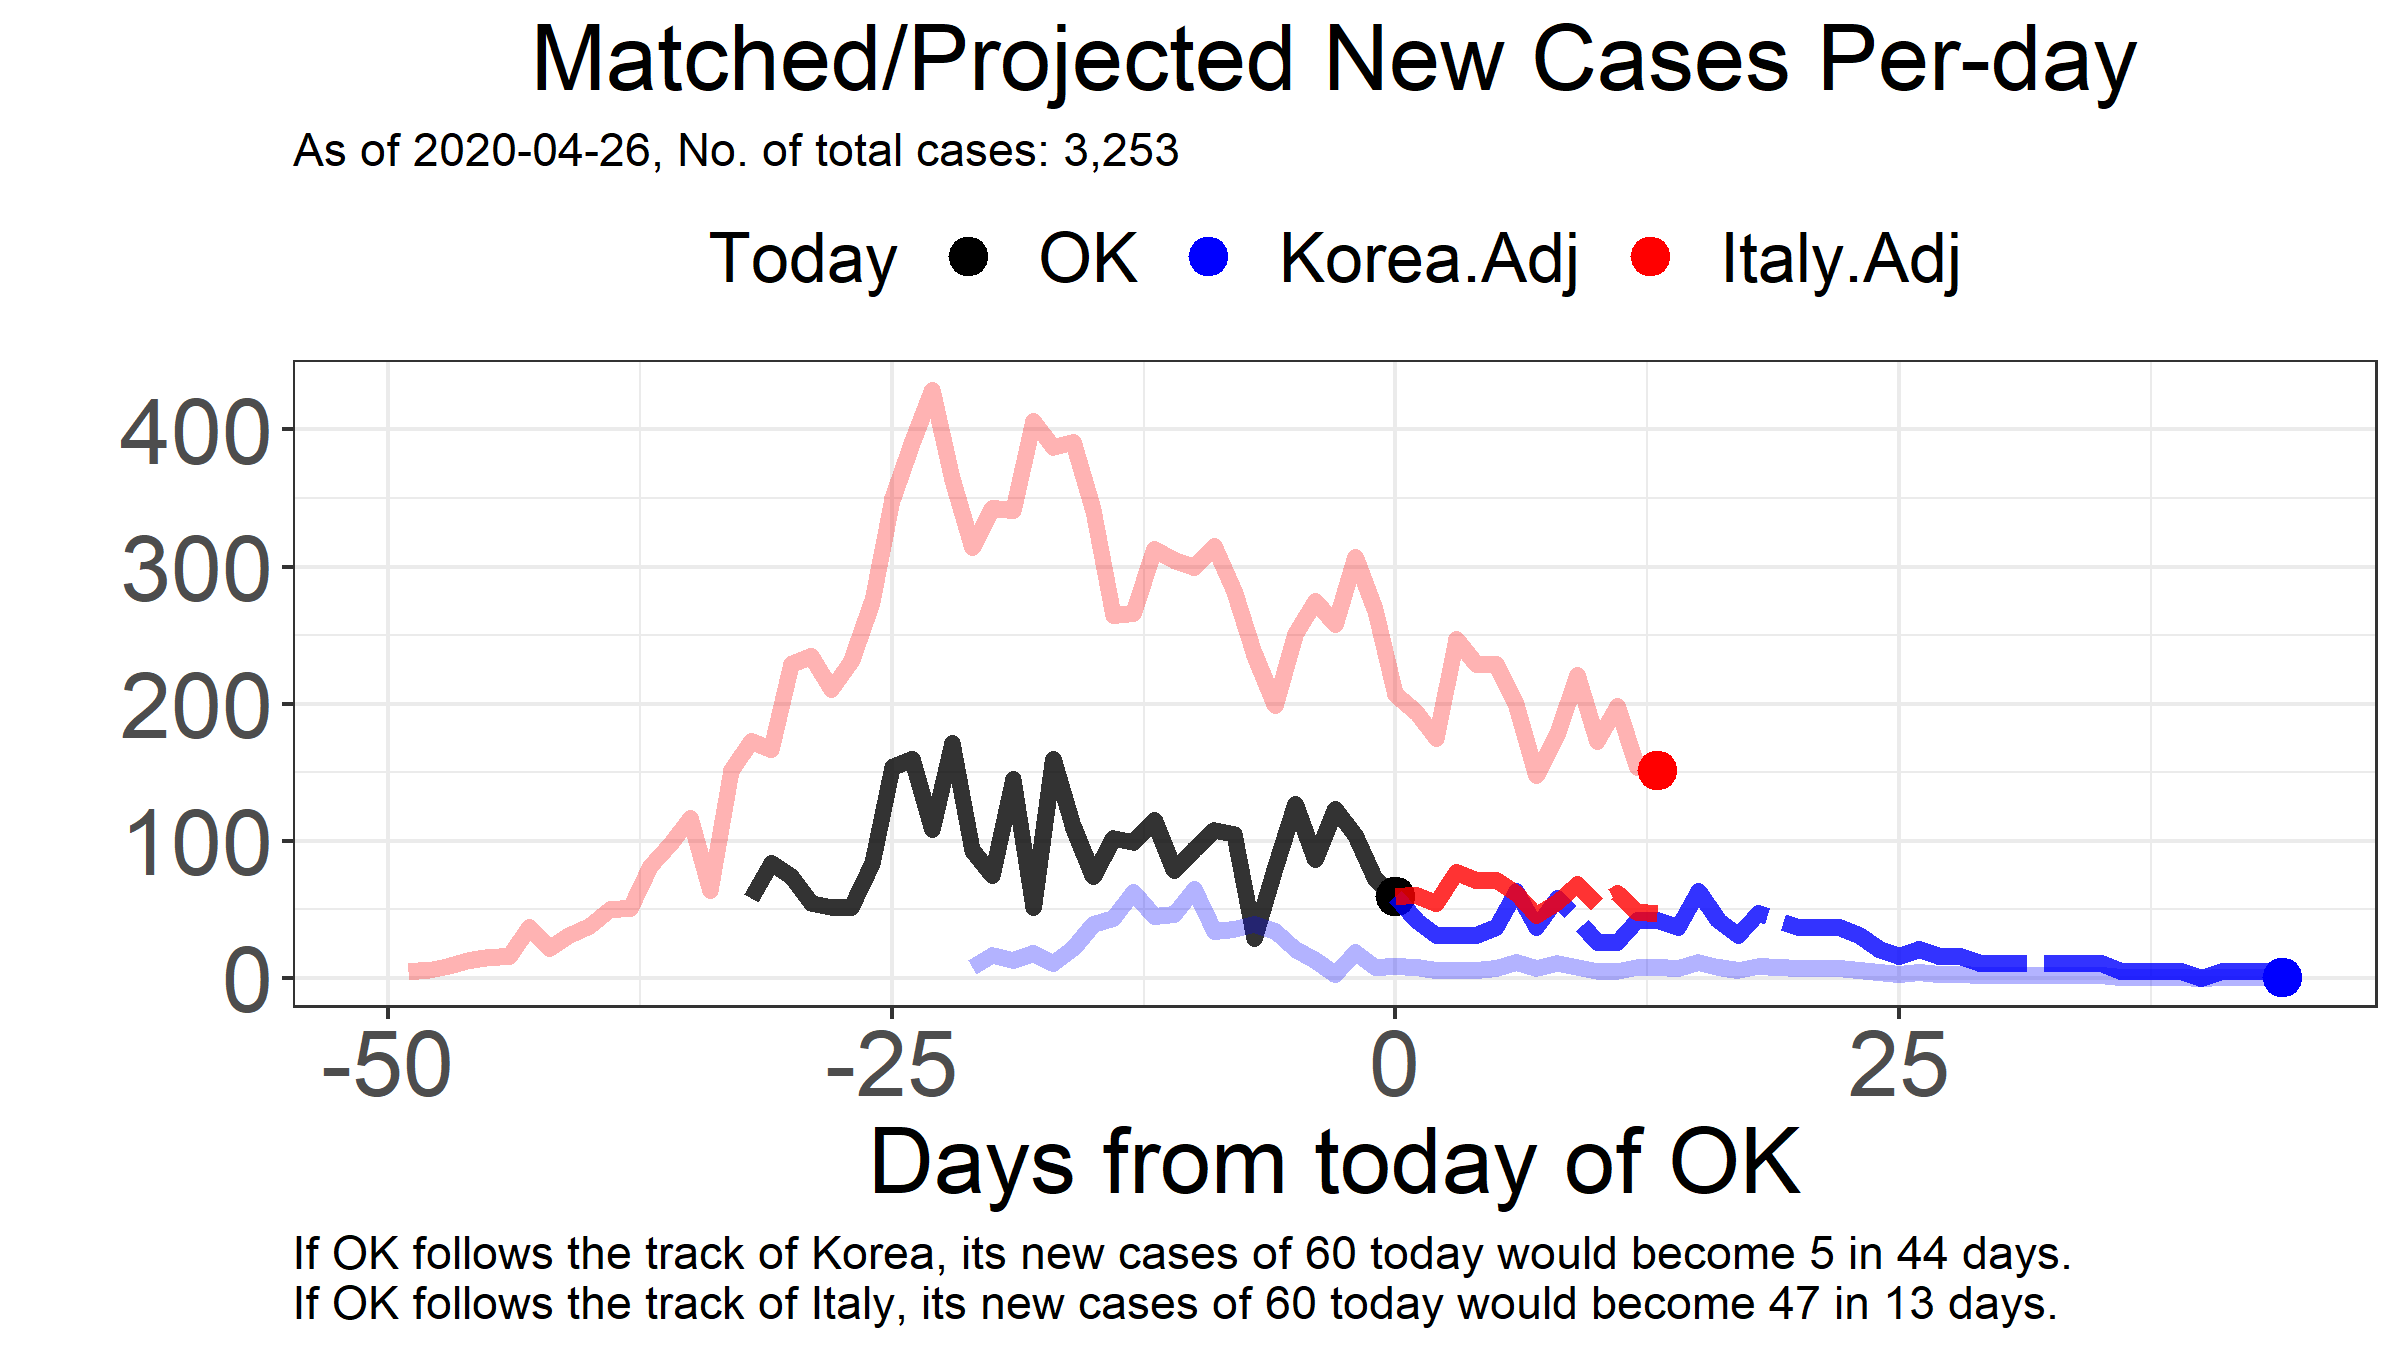 Matched/Projected New Cases Per-day
As of 2020-04-26, No. of total cases: 3,253
Today OK Korea.Adj Italy.Adj
400
300
200
100
0
-50 -25 0 25
Days from today of OK
If OK follows the track of Korea, its new cases of 60 today would become 5 in 44 days.
If OK follows the track of Italy, its new cases of 60 today would become 47 in 13 days.